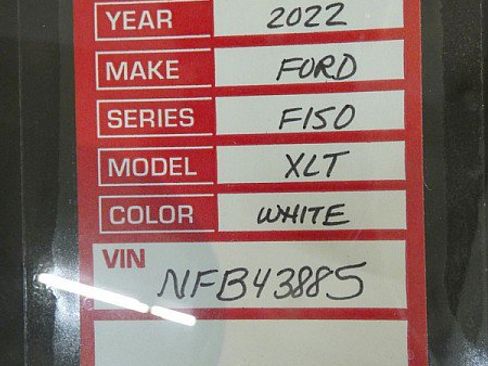 YEAR 2022
MAKE FORD
SERIES F150
MODEL XLT
COLOR WHITE
VIN
NFB43885